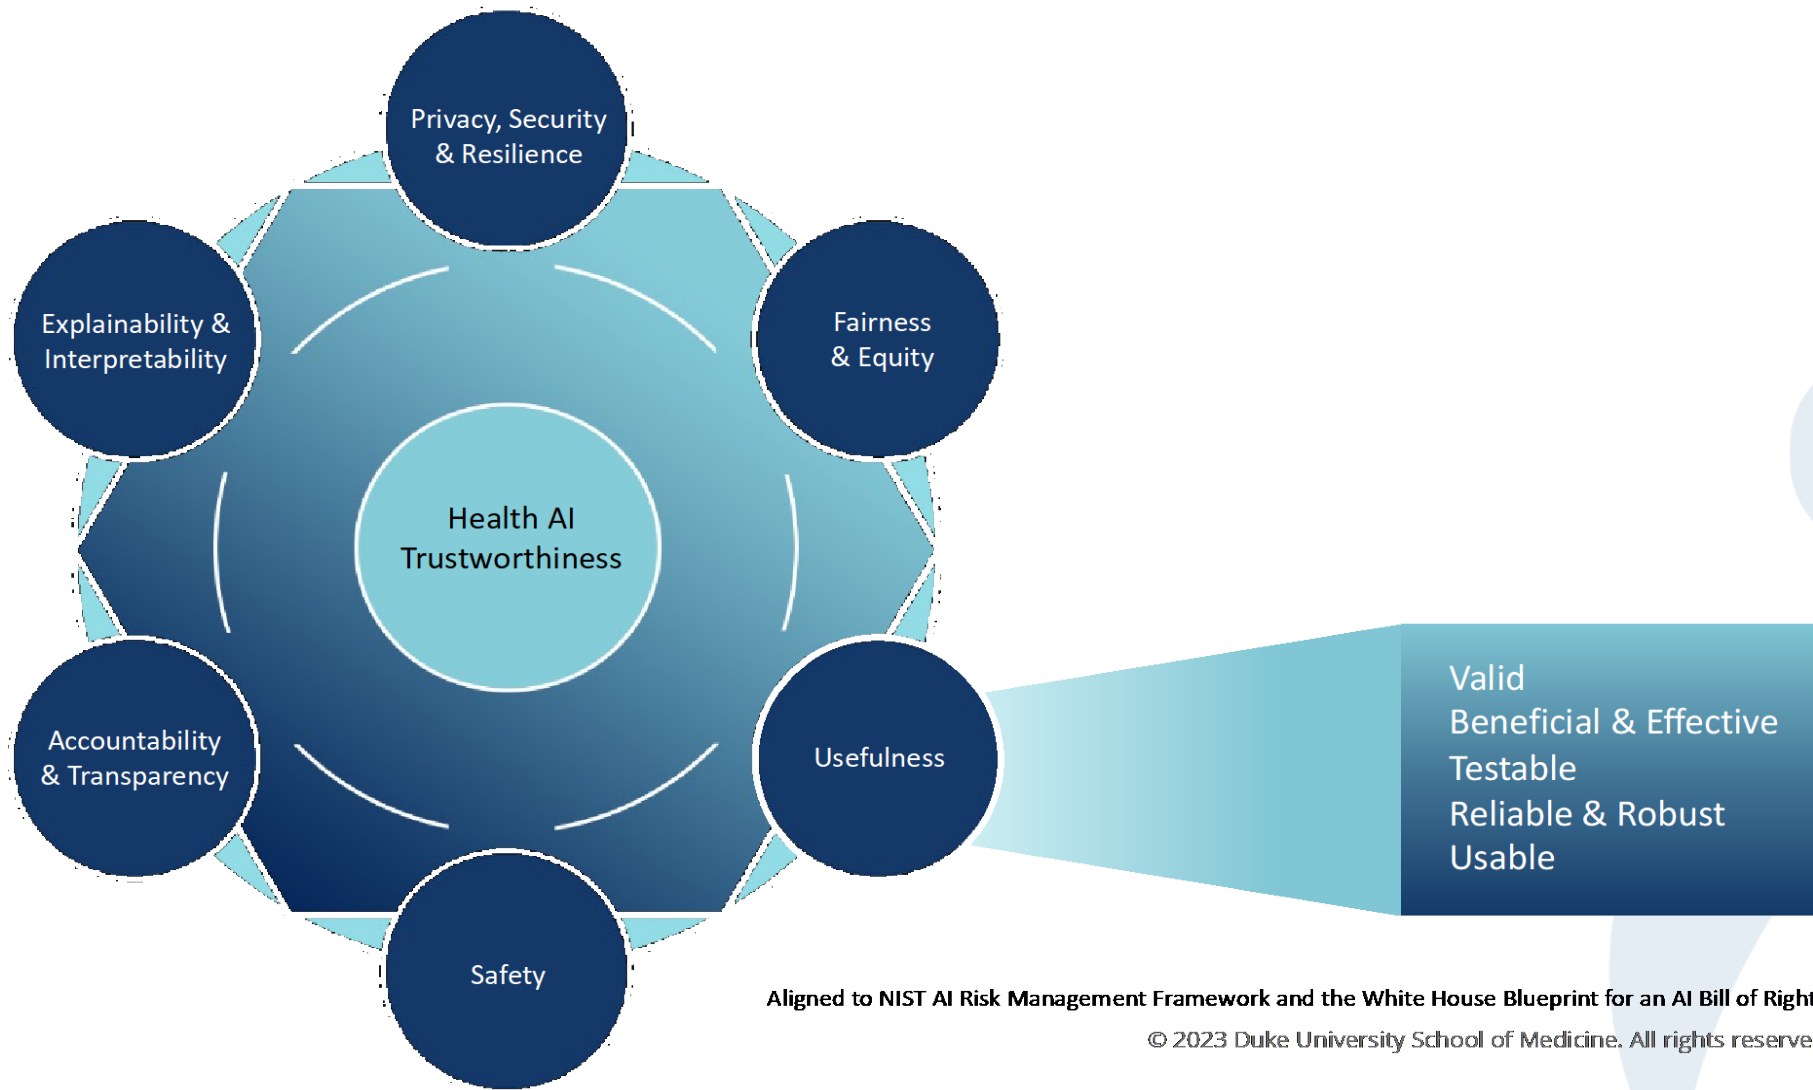 Privacy, Security
& Resilience
Explainability &
Interpretability
Fairness
& Equity
Health AI
Trustworthiness
Accountability
& Transparency
Usefulness
Safety
Valid
Beneficial & Effective
Testable
Reliable & Robust
Usable
Aligned to NIST AI Risk Management Framework and the White House Blueprint for an AI Bill of Right
© 2023 Duke University School of Medicine. All rights reserve